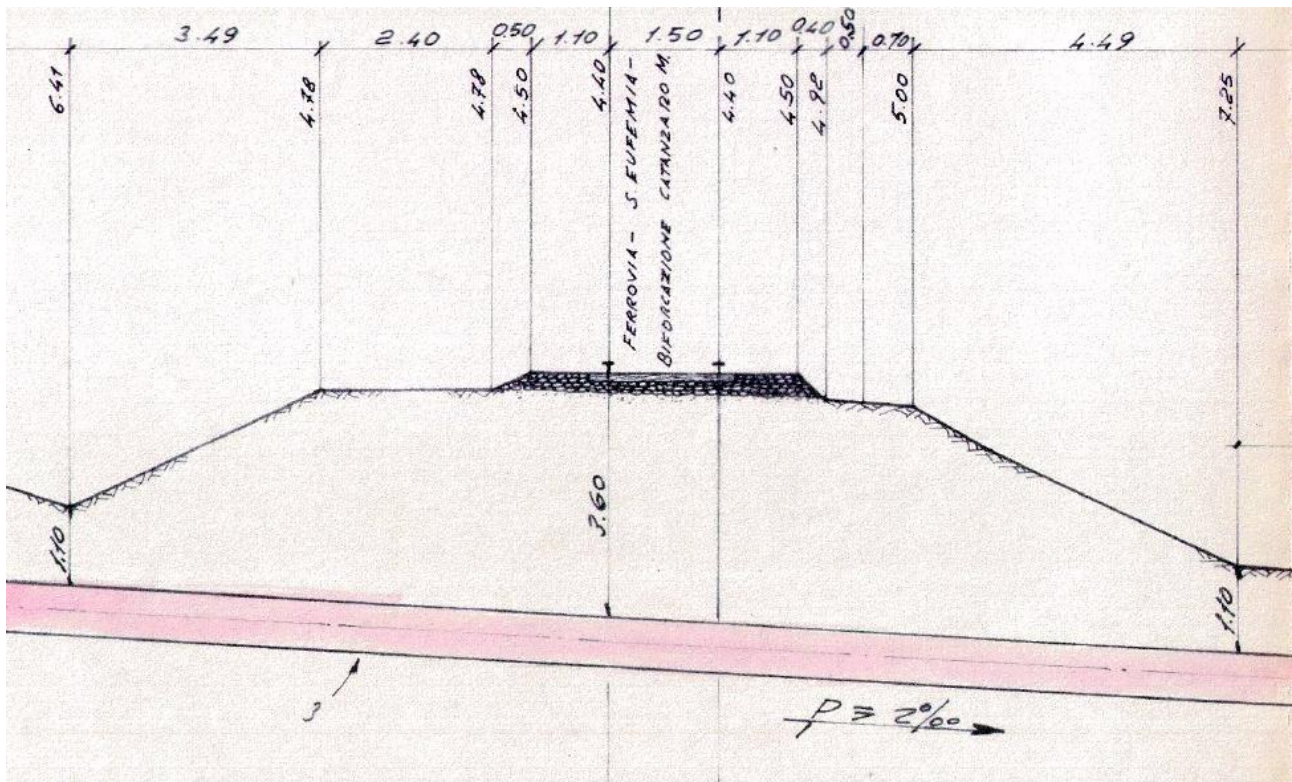 3.49 2.40 0.50 1.10 1.50 1.10 0.40 0.50 0.70 4.49
6.41 4.78 4.78 4.50 4.40 4.40 4.50 4.92 5.00 7.25
FERROVIA - S. EUFEMIA -
BIFORCAZIONE CATANZARO M.
1.10
3.60
1.10
3
P = 2‰